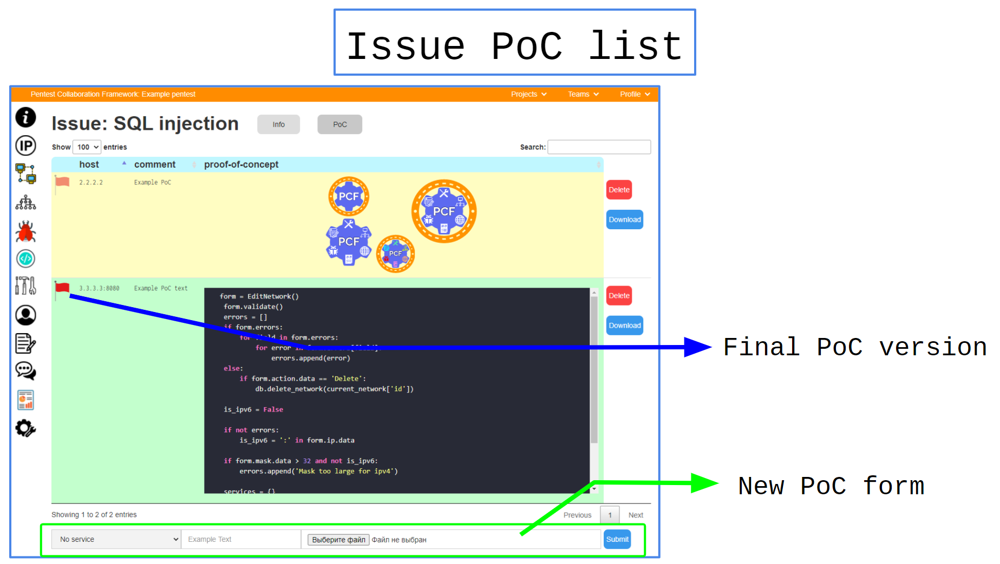 Issue PoC list
Pentest Collaboration Framework: Example pentest
Projects
Teams
Profile
i
IP
Issue: SQL injection
Info
PoC
Show 100 entries
Search:
host
comment
proof-of-concept
2.2.2.2
Example PoC
PCF
PCF
PCF
PCF
Delete
Download
3.3.3.3:8080
Example PoC text
form = EditNetwork()
form.validate()
errors = []
if form.errors:
for in form.errors:
for error
errors.append(error)
else:
if form.action.data == 'Delete':
db.delete_network(current_network['id'])
is_ipv6 = False
if not errors:
is_ipv6 = ':' in form.ip.data
if form.mask.data > 32 and not is_ipv6:
errors.append('Mask too large for ipv4')
services = {}
Delete
Download
Final PoC version
New PoC form
Showing 1 to 2 of 2 entries
Previous
1
Next
No service
Example Text
Выберите файл
Файл не выбран
Submit